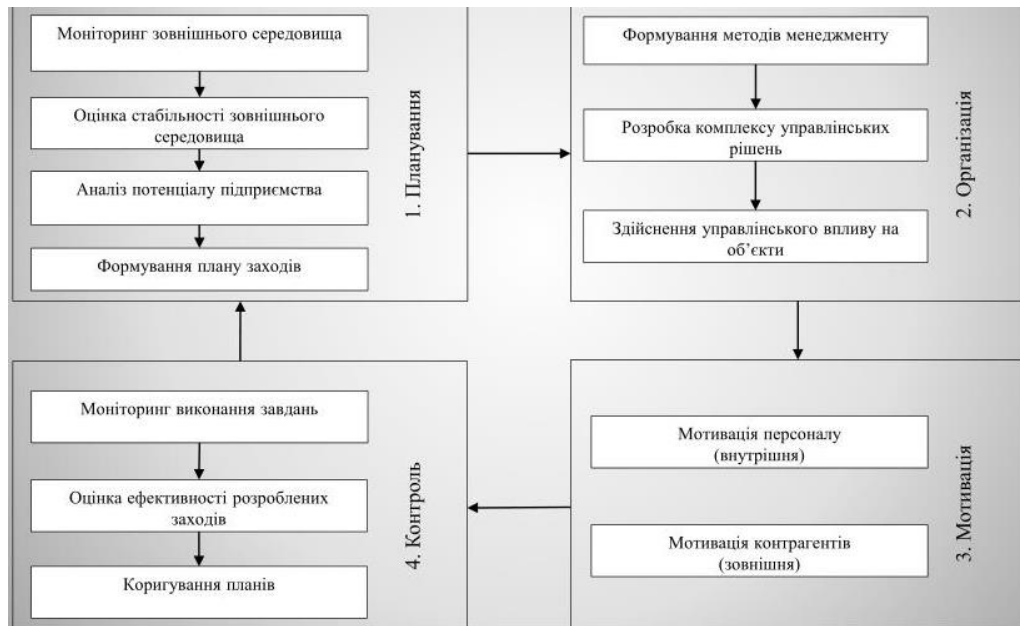 Моніторинг зовнішнього середовища
Оцінка стабільності зовнішнього
середовища
Аналіз потенціалу підприємства
Формування плану заходів
1. Планування
Формування методів менеджменту
Розробка комплексу управлінських
рішень
Здійснення управлінського впливу на
об’єкти
2. Організація
Мотивація персоналу
(внутрішня)
Мотивація контрагентів
(зовнішня)
3. Мотивація
Моніторинг виконання завдань
Оцінка ефективності розроблених
заходів
Коригування планів
4. Контроль